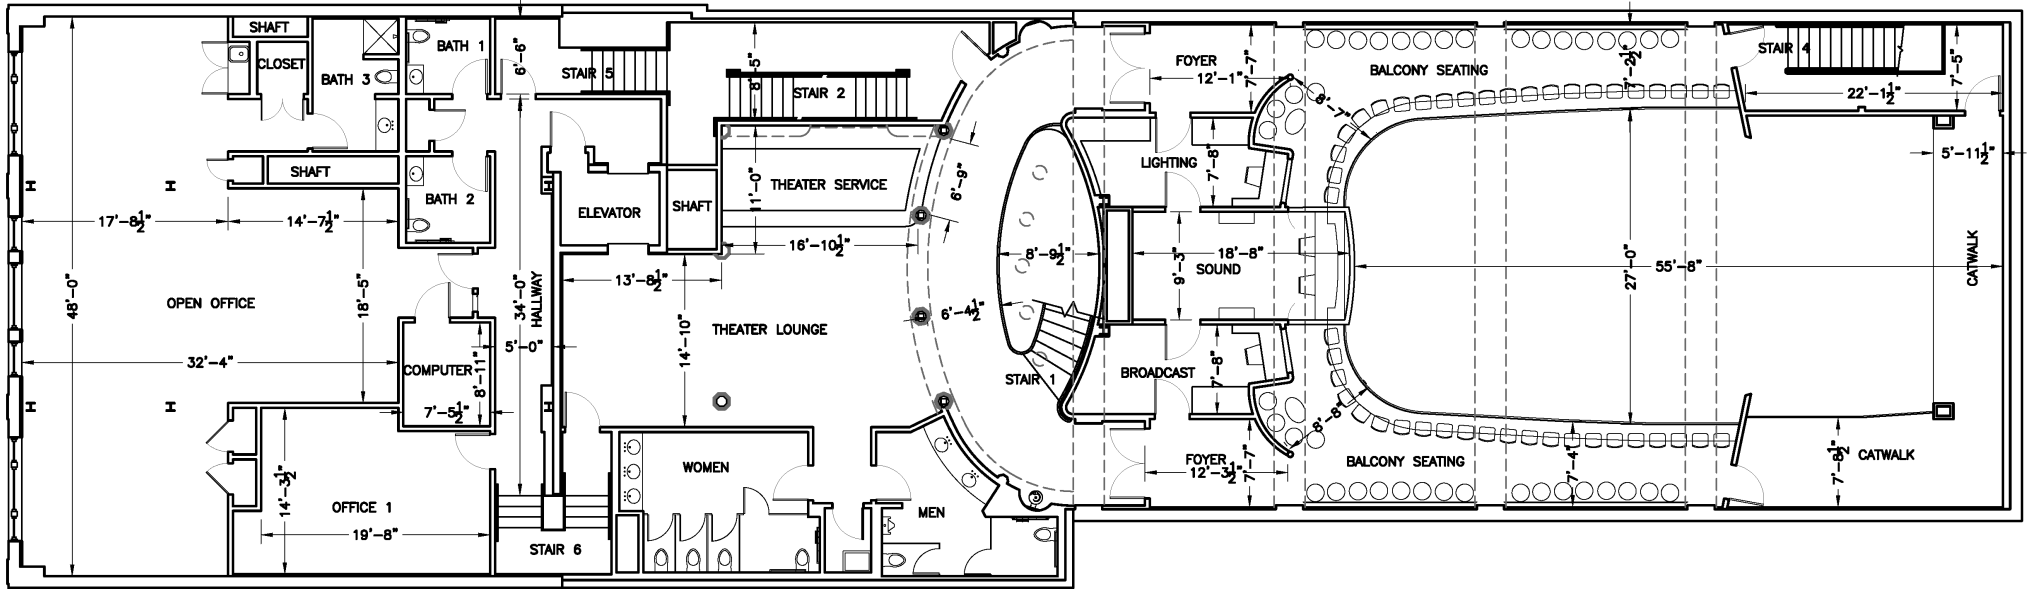 SHAFT
CLOSET
BATH 3
BATH 1
6'-6"
STAIR 5
8'-5"
STAIR 2
FOYER
12'-1"
7'-7"
8'-7"
BALCONY SEATING
7'-2½"
STAIR 4
7'-5"
22'-1½"
5'-11½"
SHAFT
BATH 2
17'-8½"
14'-7½"
ELEVATOR
SHAFT
11'-0"
THEATER SERVICE
16'-10½"
6'-9"
LIGHTING
7'-8"
8'-9½"
9'-3"
18'-8"
SOUND
55'-8"
27'-0"
CATWALK
48'-0"
OPEN OFFICE
18'-5"
34'-0"
HALLWAY
13'-8½"
14'-10"
THEATER LOUNGE
6'-4½"
32'-4"
COMPUTER
8'-11"
5'-0"
7'-5½"
STAIR 1
BROADCAST
7'-8"
8'-8"
FOYER
12'-3½"
7'-7"
BALCONY SEATING
7'-4"
7'-8½"
CATWALK
14'-3½"
OFFICE 1
19'-8"
STAIR 6
WOMEN
MEN